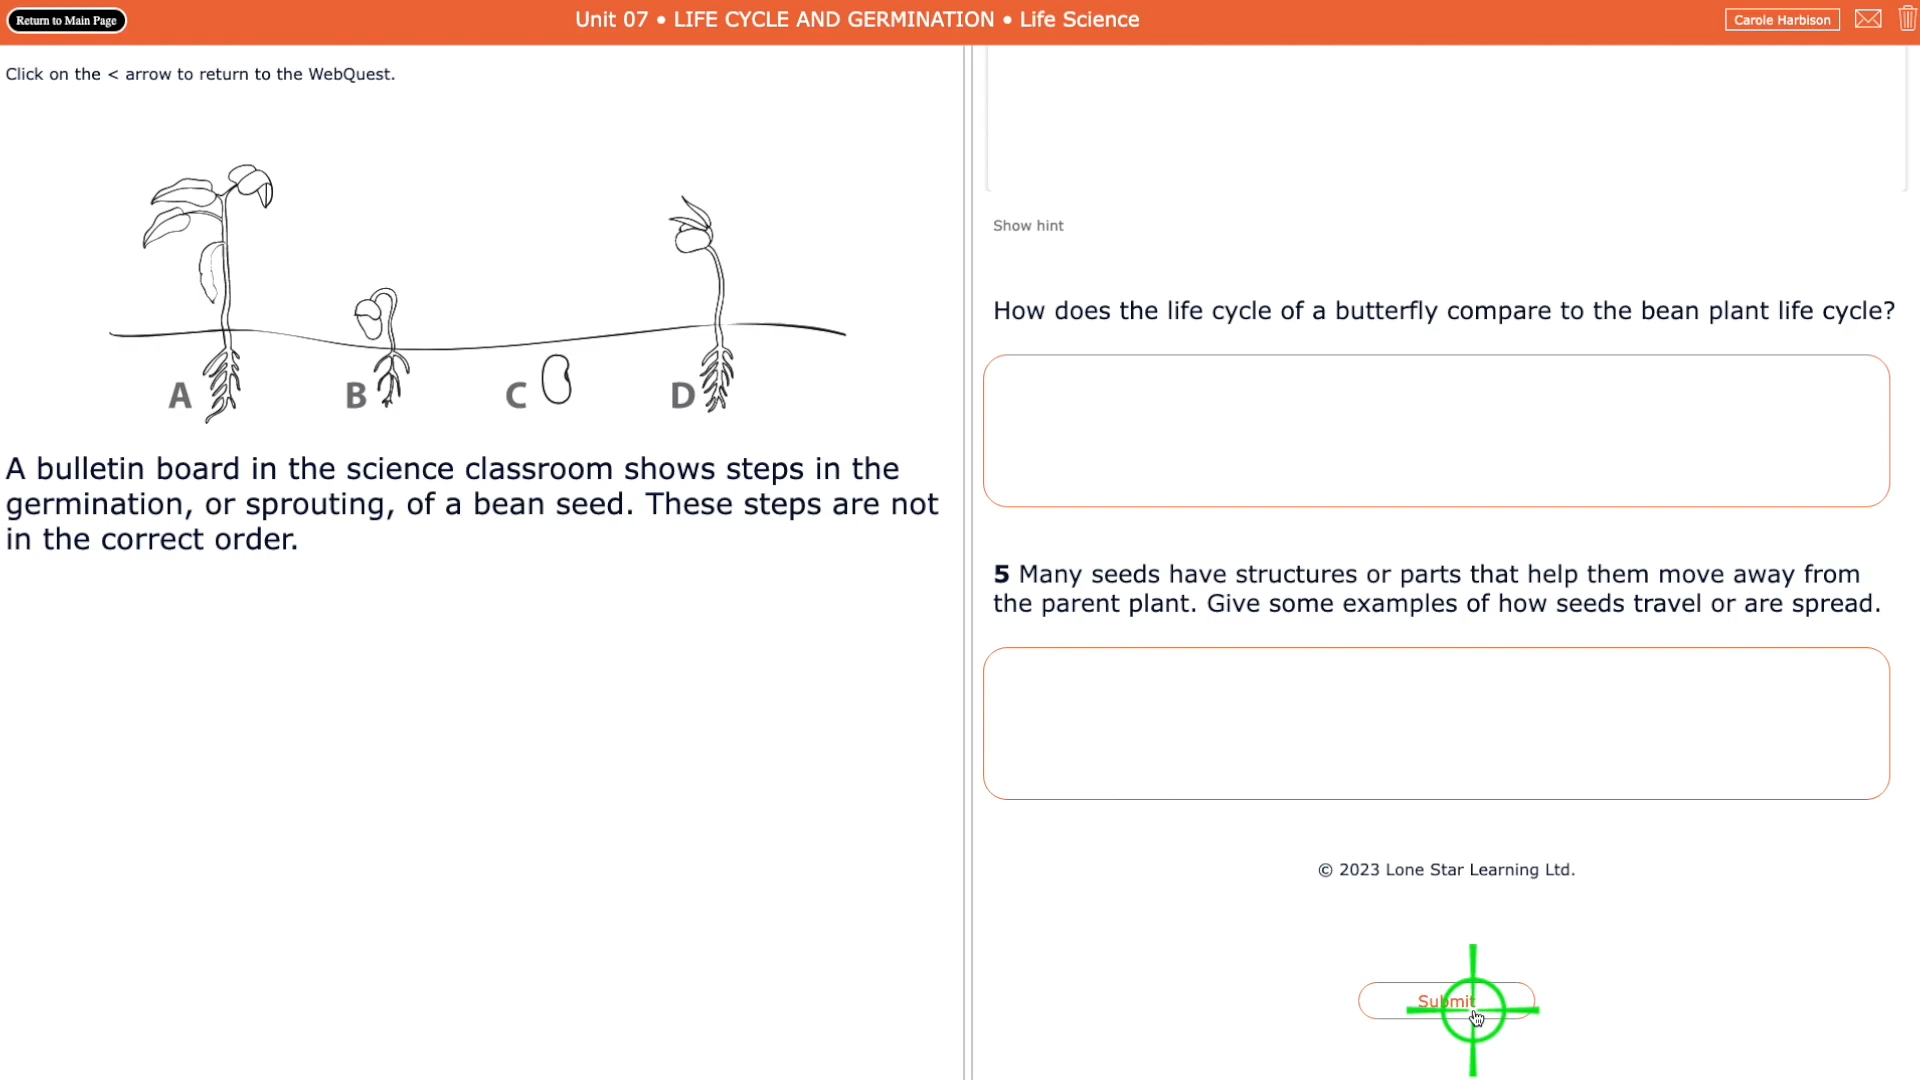 Return to Main Page
Unit 07 • LIFE CYCLE AND GERMINATION • Life Science
Carole Harbison
Click on the < arrow to return to the WebQuest.
A
B
C
D
A bulletin board in the science classroom shows steps in the
germination, or sprouting, of a bean seed. These steps are not
in the correct order.
Show hint
How does the life cycle of a butterfly compare to the bean plant life cycle?
5 Many seeds have structures or parts that help them move away from
the parent plant. Give some examples of how seeds travel or are spread.
© 2023 Lone Star Learning Ltd.
Submit